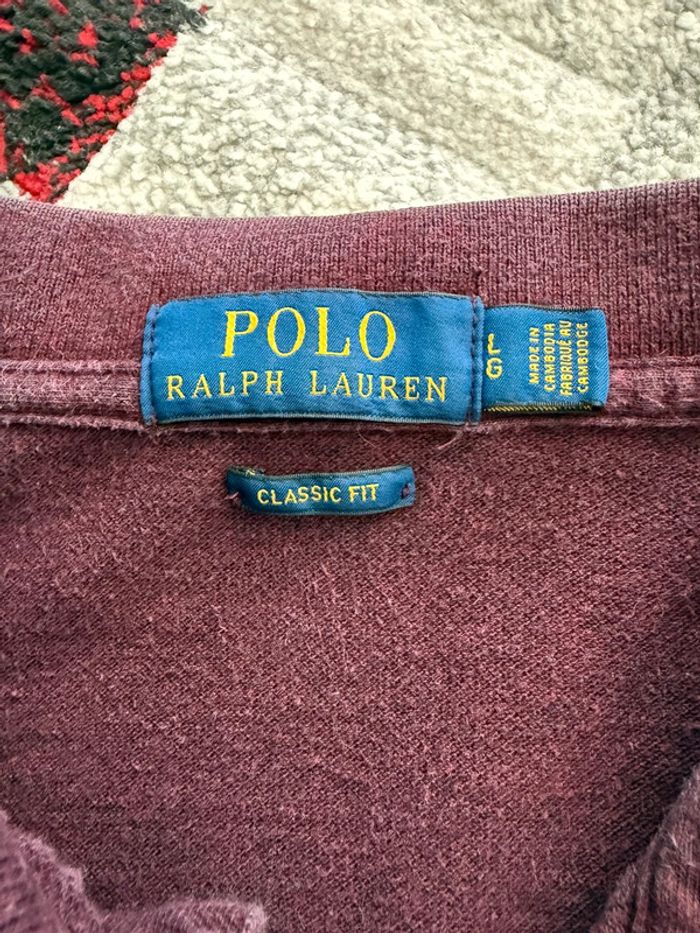 POLO
RALPH LAUREN
L
G
MADE IN
CAMBODIA
FABRIQUÉ AU
CAMBODGE
CLASSIC FIT